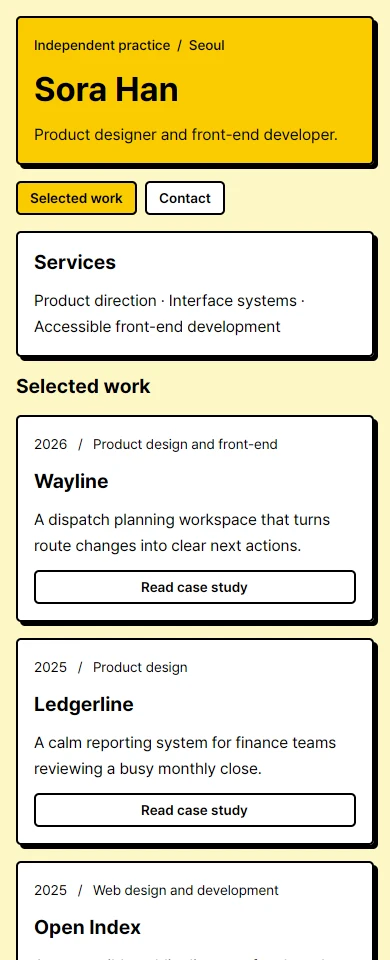 Independent practice / Seoul
Sora Han
Product designer and front-end developer.
Selected work
Contact
Services
Product direction · Interface systems ·
Accessible front-end development
Selected work
2026 / Product design and front-end
Wayline
A dispatch planning workspace that turns
route changes into clear next actions.
Read case study
2025 / Product design
Ledgerline
A calm reporting system for finance teams
reviewing a busy monthly close.
Read case study
2025 / Web design and development
Open Index